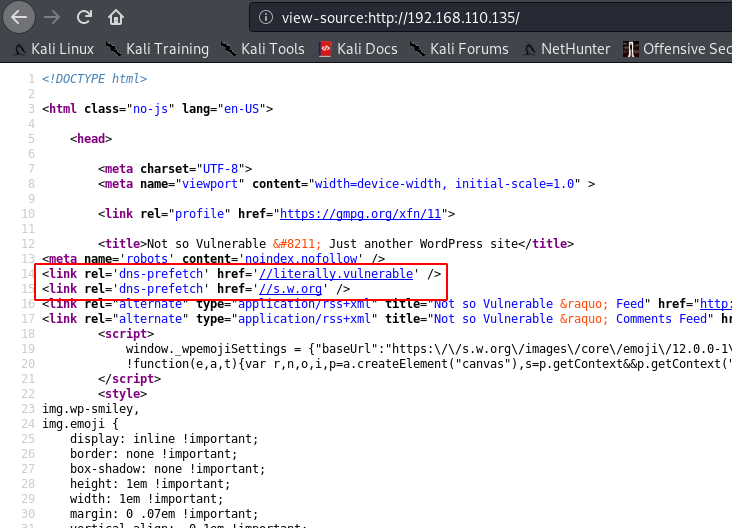 view-source:http://192.168.110.135/
Kali Linux Kali Training Kali Tools Kali Docs Kali Forums NetHunter Offensive Sec
1 <!DOCTYPE html>
2
3 <html class="no-js" lang="en-US">
4
5 <head>
6
7 <meta charset="UTF-8">
8 <meta name="viewport" content="width=device-width, initial-scale=1.0" >
9
10 <link rel="profile" href="https://gmpg.org/xfn/11">
11
12 <title>Not so Vulnerable &#8211; Just another WordPress site</title>
13 <meta name='robots' content='noindex,nofollow' />
14 <link rel='dns-prefetch' href='//literally.vulnerable' />
15 <link rel='dns-prefetch' href='//s.w.org' />
16 <link rel="alternate" type="application/rss+xml" title="Not so Vulnerable &raquo; Feed" href="http:
17 <link rel="alternate" type="application/rss+xml" title="Not so Vulnerable &raquo; Comments Feed" hr
18 <script>
19 window._wpemojiSettings = {"baseUrl":"https:\/\/s.w.org\/images\/core\/emoji\/12.0.0-1\
20 !function(e,a,t){var r,n,o,i,p=a.createElement("canvas"),s=p.getContext&&p.getContext("
21 </script>
22 <style>
23 img.wp-smiley,
24 img.emoji {
25 display: inline !important;
26 border: none !important;
27 box-shadow: none !important;
28 height: 1em !important;
29 width: 1em !important;
30 margin: 0 .07em !important;
31 vertical-align: -0.1em !important;